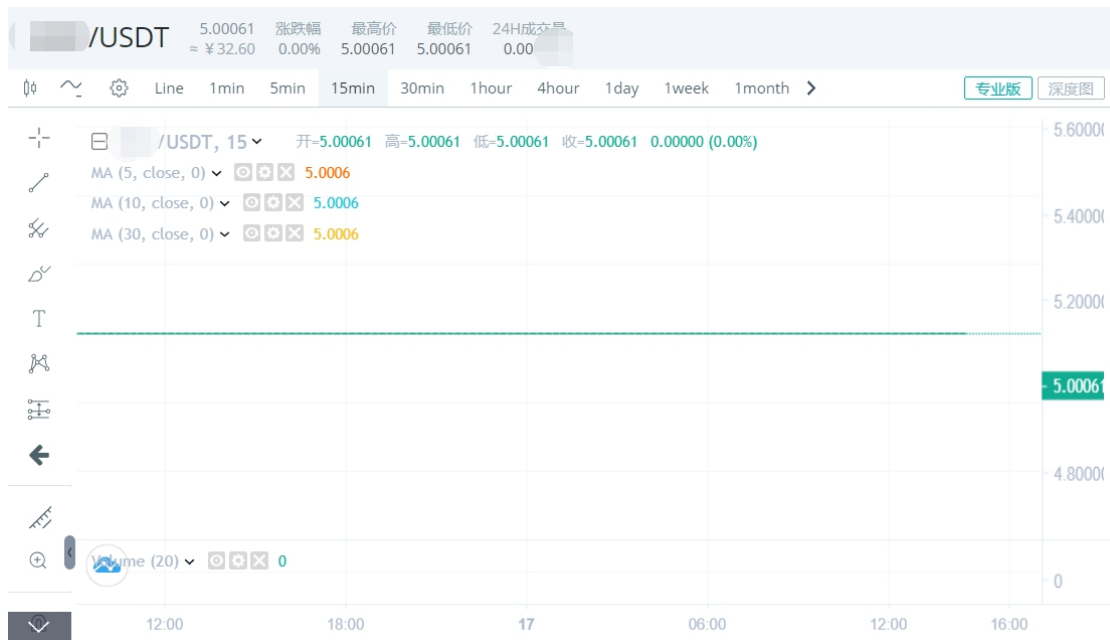 /USDT 5.00061 涨跌幅 最高价 最低价 24H成交量
≈ ￥32.60 0.00% 5.00061 5.00061 0.00
Line 1min 5min 15min 30min 1hour 4hour 1day 1week 1month 专业版 深度图
/USDT, 15 开=5.00061 高=5.00061 低=5.00061 收=5.00061 0.00000 (0.00%)
MA (5, close, 0) 5.0006
MA (10, close, 0) 5.0006
MA (30, close, 0) 5.0006
5.60000
5.40000
5.20000
5.00061
4.80000
Volume (20) 0
0
12:00 18:00 17 06:00 12:00 16:00